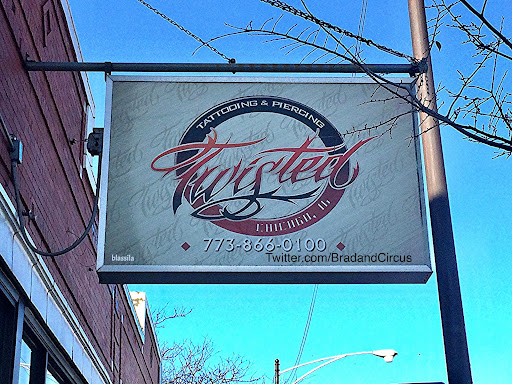 TATTOOING & PIERCING
Twisted
CHICAGO, IL
773-866-0100
blassila
Twitter.com/BradandCircus